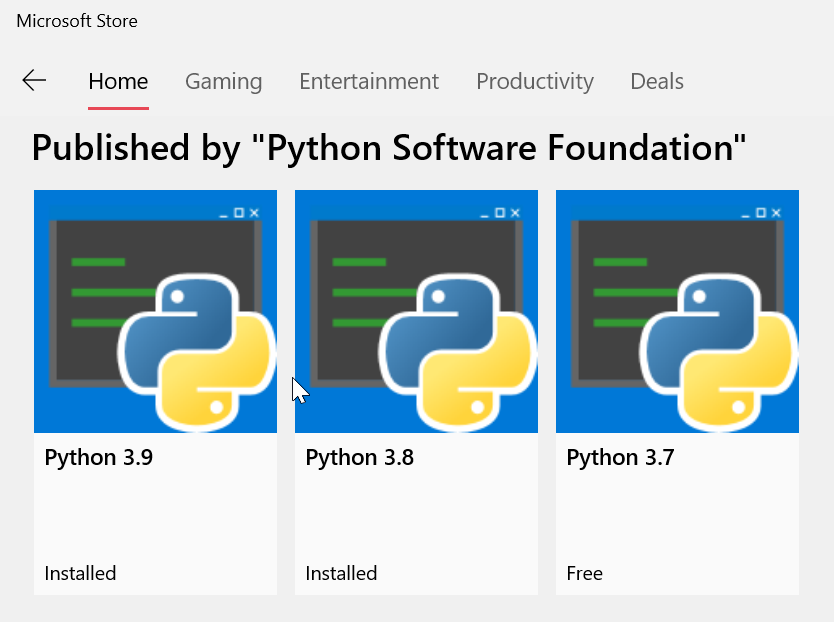 Microsoft Store
Home Gaming Entertainment Productivity Deals
Published by "Python Software Foundation"
Python 3.9 Python 3.8 Python 3.7
Installed Installed Free